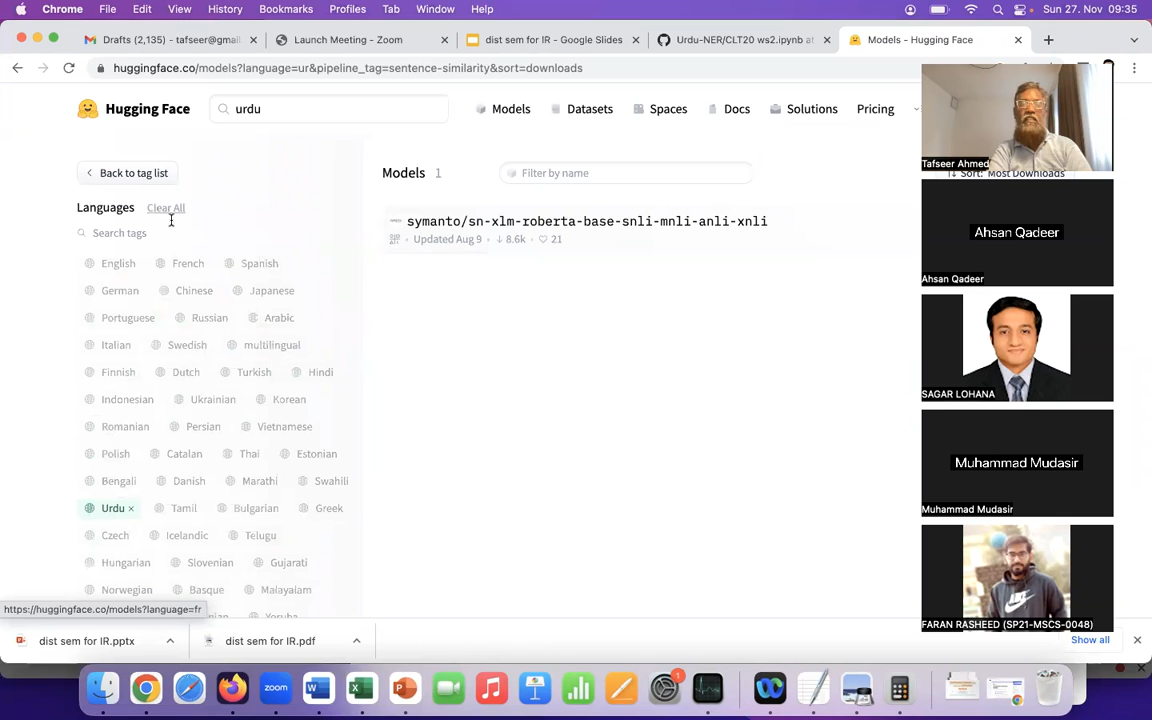 Chrome File Edit View History Bookmarks Profiles Tab Window Help Sun 27. Nov 09:35
Drafts (2,135) - tafseer@gmai Launch Meeting - Zoom dist sem for IR - Google Slides Urdu-NER/CLT20 ws2.ipynb at Models - Hugging Face
huggingface.co/models?language=ur&pipeline_tag=sentence-similarity&sort=downloads
Hugging Face urdu Models Datasets Spaces Docs Solutions Pricing
Back to tag list Models 1 Filter by name Sort: Most Downloads
Languages Clear All
symanto/sn-xlm-roberta-base-snli-mnli-anli-xnli
Search tags Updated Aug 9 • 8.6k • 21
English French Spanish
German Chinese Japanese
Portuguese Russian Arabic
Italian Swedish multilingual
Finnish Dutch Turkish Hindi
Indonesian Ukrainian Korean
Romanian Persian Vietnamese
Polish Catalan Thai Estonian
Bengali Danish Marathi Swahili
Urdu × Tamil Bulgarian Greek
Czech Icelandic Telugu
Hungarian Slovenian Gujarati
Norwegian Basque Malayalam
https://huggingface.co/models?language=fr
dist sem for IR.pptx dist sem for IR.pdf Show all
Tafseer Ahmed
Ahsan Qadeer
Ahsan Qadeer
SAGAR LOHANA
Muhammad Mudasir
Muhammad Mudasir
FARAN RASHEED (SP21-MSCS-0048)
zoom
1